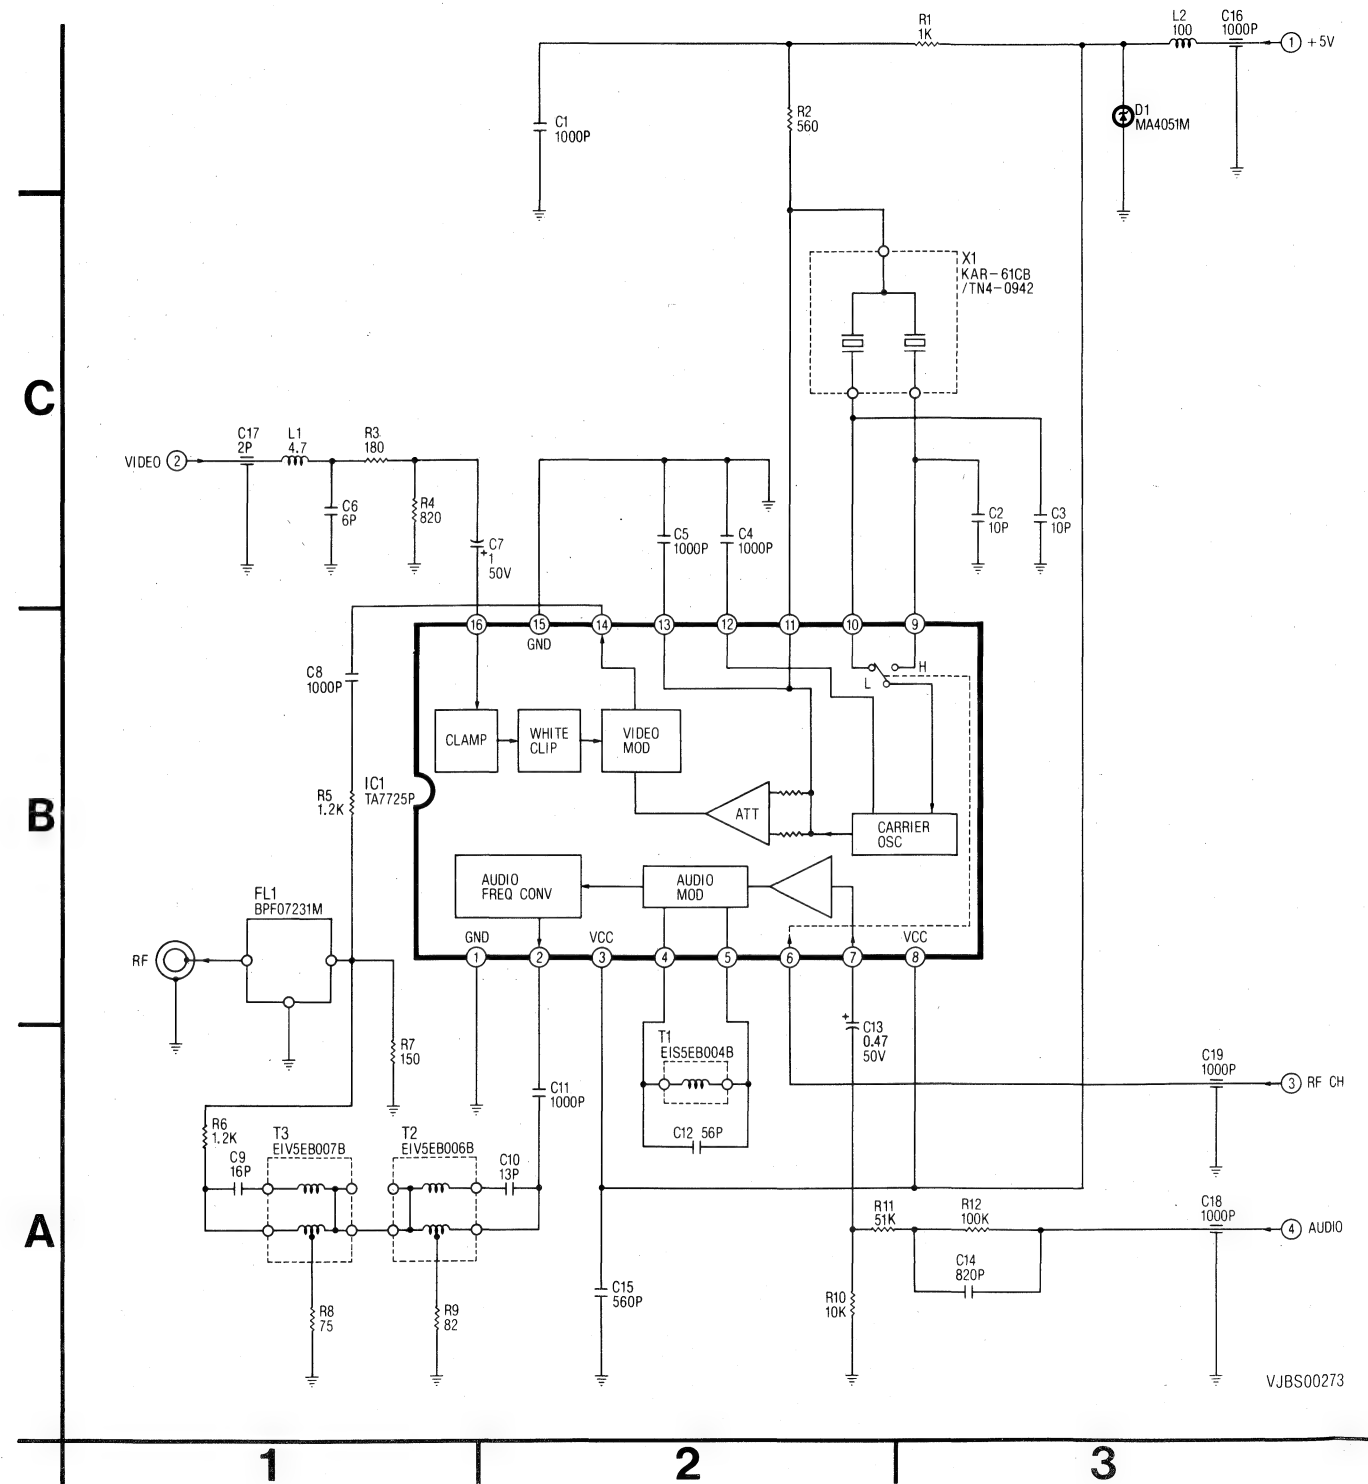 R1
1K
L2
100
C16
1000P
1 +5V
C1
1000P
R2
560
D1
MA4051M
X1
KAR-61CB
/TN4-0942
C
C17
2P
L1
4.7
R3
180
VIDEO 2
C6
6P
R4
820
C7
+ 1
50V
C5
1000P
C4
1000P
C2
10P
C3
10P
16 15 14 13 12 11 10 9
GND
C8
1000P
H
L
CLAMP
WHITE
CLIP
VIDEO
MOD
IC1
TA7725P
R5
1.2K
B
ATT
CARRIER
OSC
AUDIO
FREQ CONV
AUDIO
MOD
FL1
BPF07231M
GND
VCC
VCC
RF
1 2 3 4 5 6 7 8
R7
150
T1
EIS5EB004B
+
C13
0.47
50V
C19
1000P
3 RF CH
C11
1000P
R6
1.2K
C12 56P
T3
EIV5EB007B
T2
EIV5EB006B
C9
16P
C10
13P
A
R11
51K
R12
100K
C18
1000P
4 AUDIO
C14
820P
C15
560P
R10
10K
R8
75
R9
82
VJBS00273
1 2 3